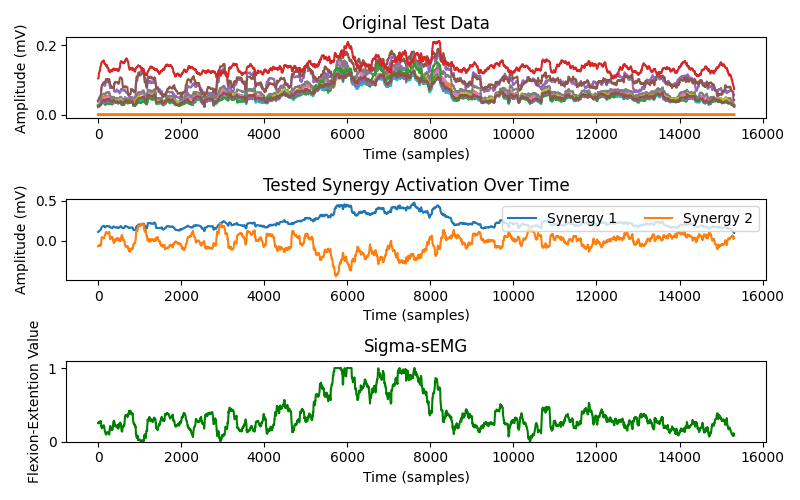 Original Test Data
Amplitude (mV)
0.2
0.0
0 2000 4000 6000 8000 10000 12000 14000 16000
Time (samples)
Tested Synergy Activation Over Time
Amplitude (mV)
0.5
0.0
Synergy 1 Synergy 2
0 2000 4000 6000 8000 10000 12000 14000 16000
Time (samples)
Sigma-sEMG
Flexion-Extention Value
1
0
0 2000 4000 6000 8000 10000 12000 14000 16000
Time (samples)